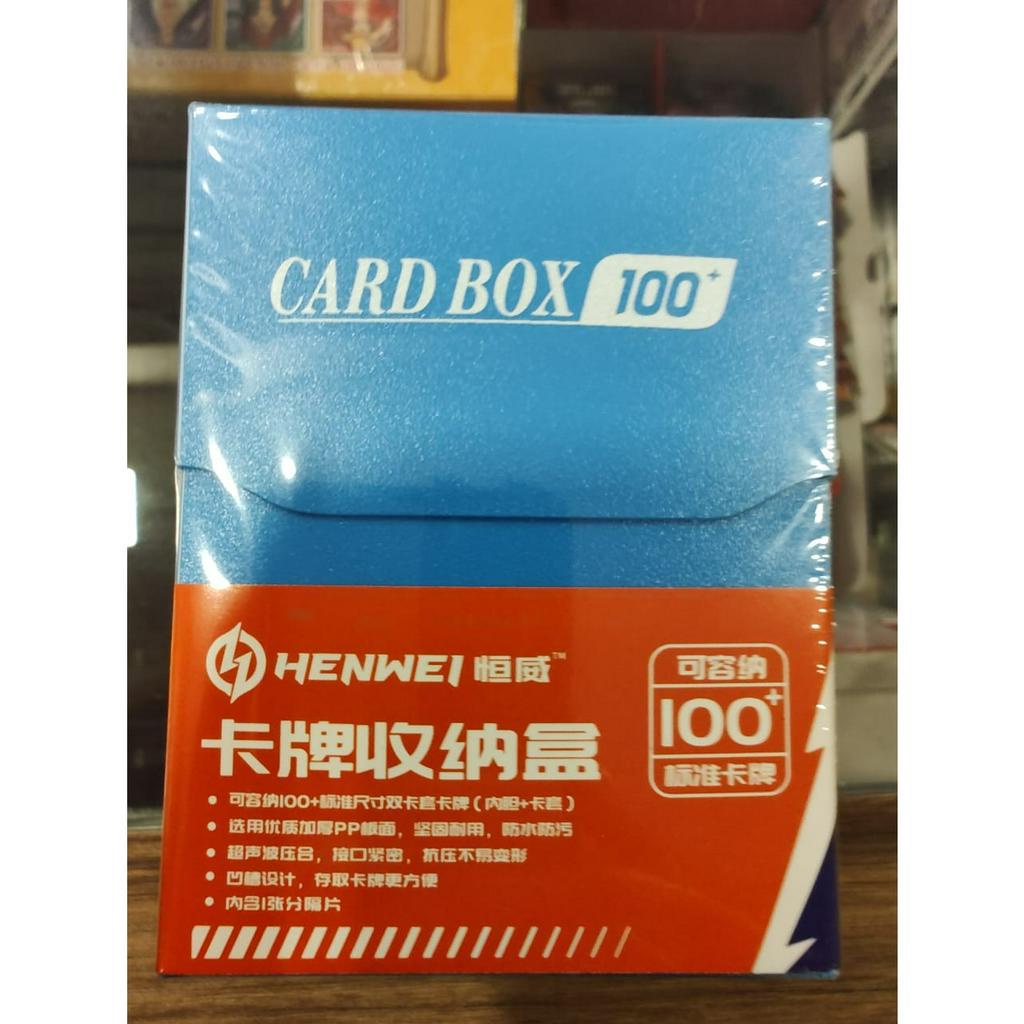 CARD BOX 100+
HENWEI 恒威™
卡牌收纳盒
可容纳
100+
标准卡牌
• 可容纳100+标准尺寸双卡套卡牌（内胆+卡套）
• 选用优质加厚PP板面，坚固耐用，防水防污
• 超声波压合，接口紧密，抗压不易变形
• 凹槽设计，存取卡牌更方便
• 内含1张分隔片